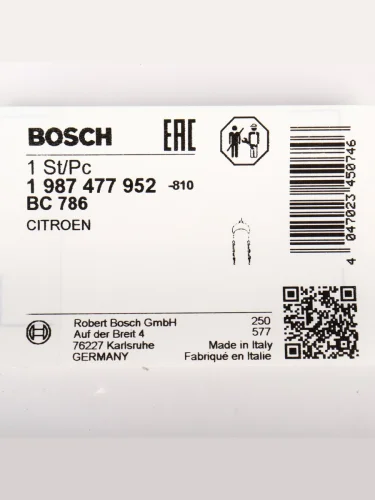 BOSCH
EAC
1 St/Pc
1 987 477 952 -810
BC 786
CITROEN
4 047023 450746
Robert Bosch GmbH
Auf der Breit 4
76227 Karlsruhe
GERMANY
250
577
Made in Italy
Fabriqué en Italie